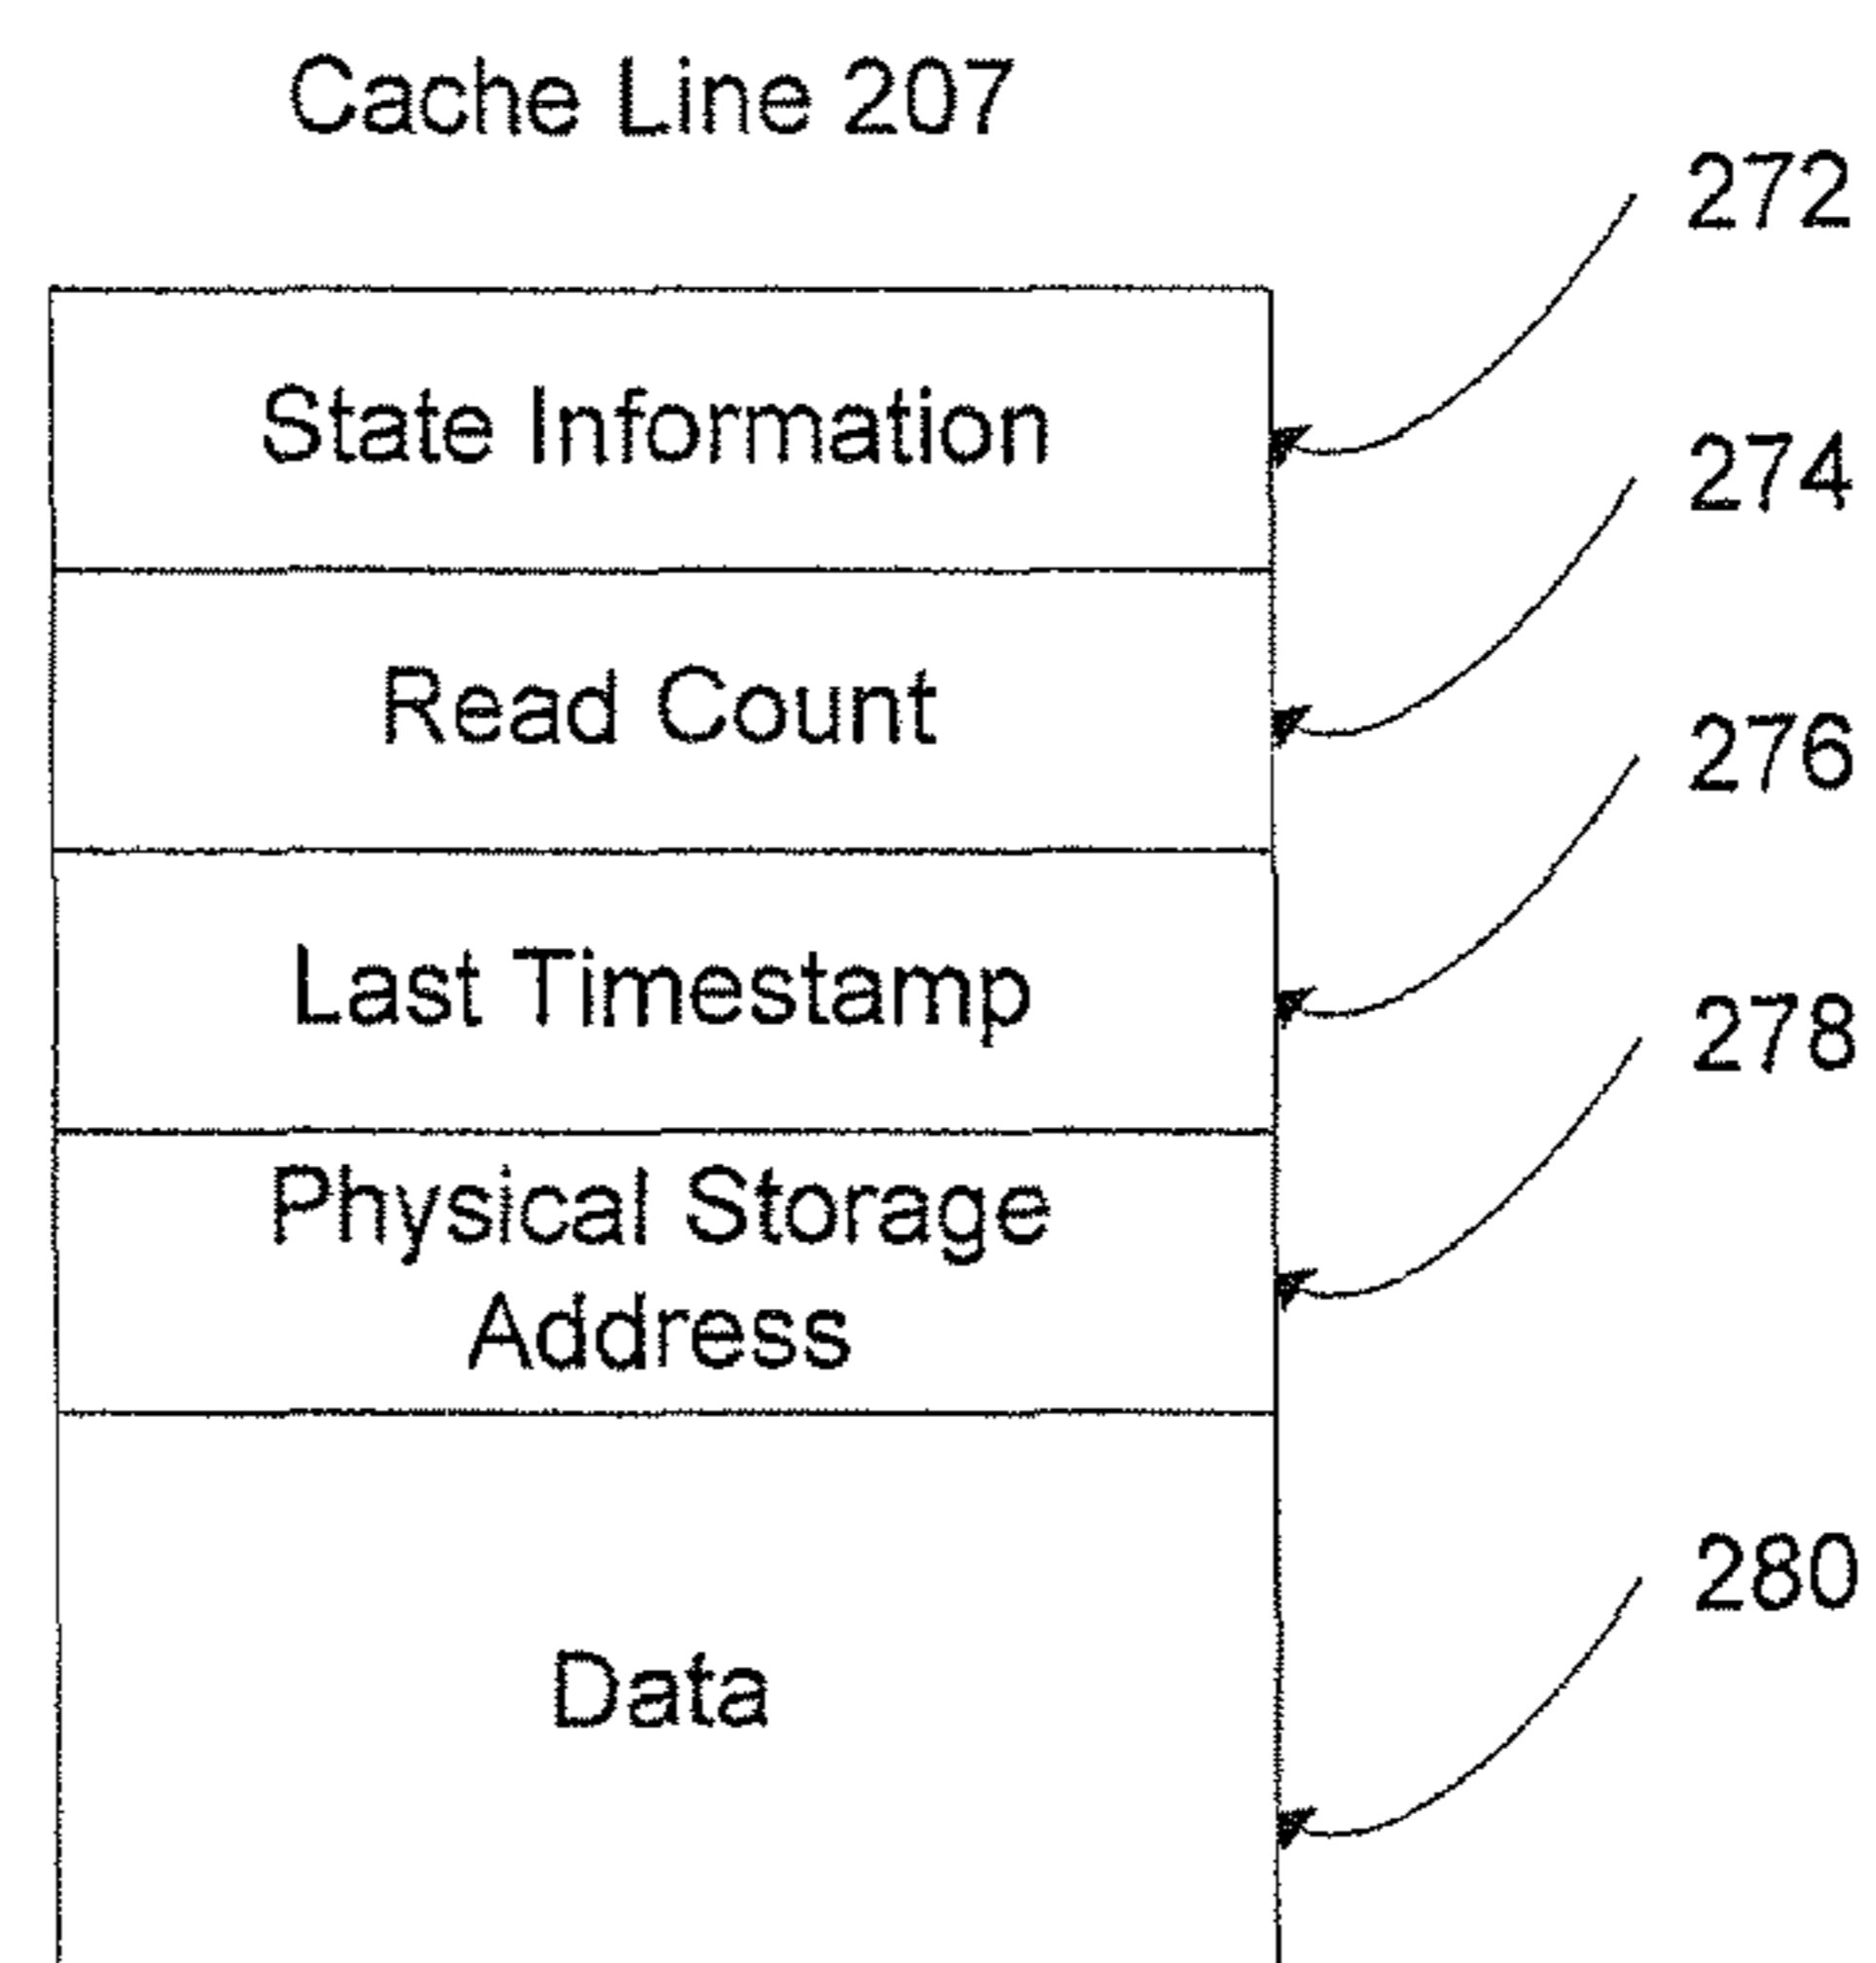 Cache Line 207
272
State Information
274
Read Count
276
Last Timestamp
278
Physical Storage
Address
280
Data